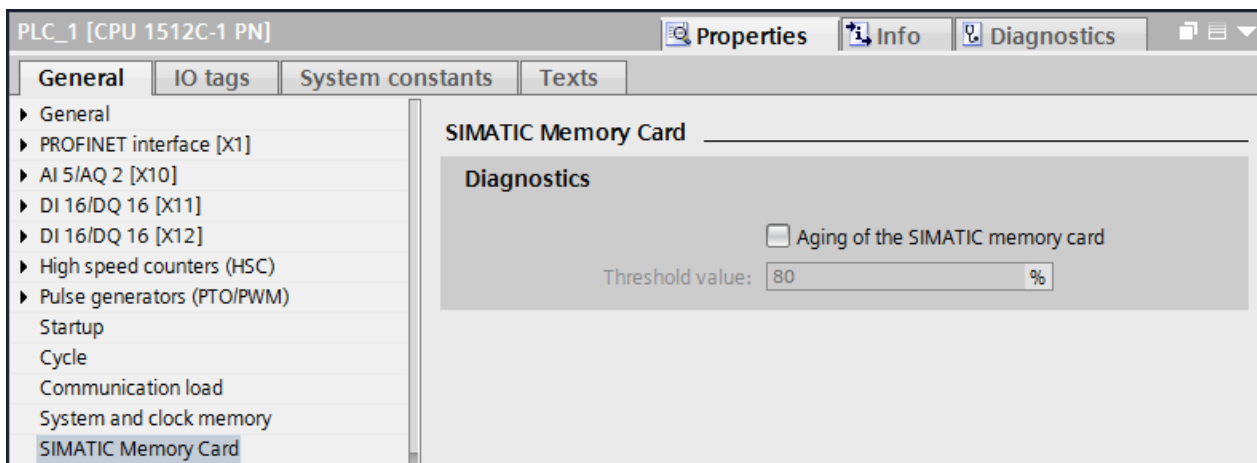 PLC_1 [CPU 1512C-1 PN]
Properties
Info
Diagnostics
General
IO tags
System constants
Texts
General
PROFINET interface [X1]
AI 5/AQ 2 [X10]
DI 16/DQ 16 [X11]
DI 16/DQ 16 [X12]
High speed counters (HSC)
Pulse generators (PTO/PWM)
Startup
Cycle
Communication load
System and clock memory
SIMATIC Memory Card
SIMATIC Memory Card
Diagnostics
Aging of the SIMATIC memory card
Threshold value: 80 %